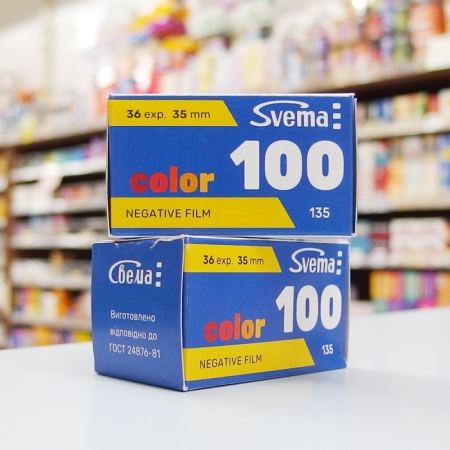 36 exp. 35 mm
Svema
100
color
NEGATIVE FILM
135
Свема
Виготовлено
відповідно до
ГОСТ 24876-81
36 exp. 35 mm
Svema
100
color
NEGATIVE FILM
135